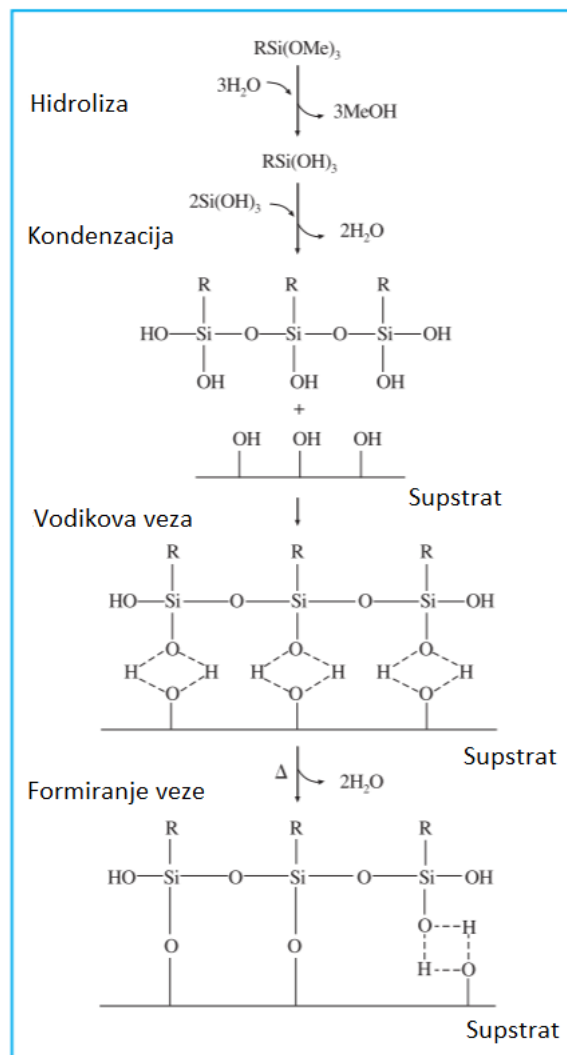 RSi(OMe)₃
Hidroliza
3H₂O
3MeOH
RSi(OH)₃
2Si(OH)₃
Kondenzacija
2H₂O
R R R
HO—Si—O—Si—O—Si—OH
OH OH OH
+
OH OH OH
Supstrat
Vodikova veza
R R R
HO—Si—O—Si—O—Si—OH
O O O
H H H H H H
O O O
Supstrat
Δ 2H₂O
Formiranje veze
R R R
HO—Si—O—Si—O—Si—OH
O---H
O O
H---O
Supstrat